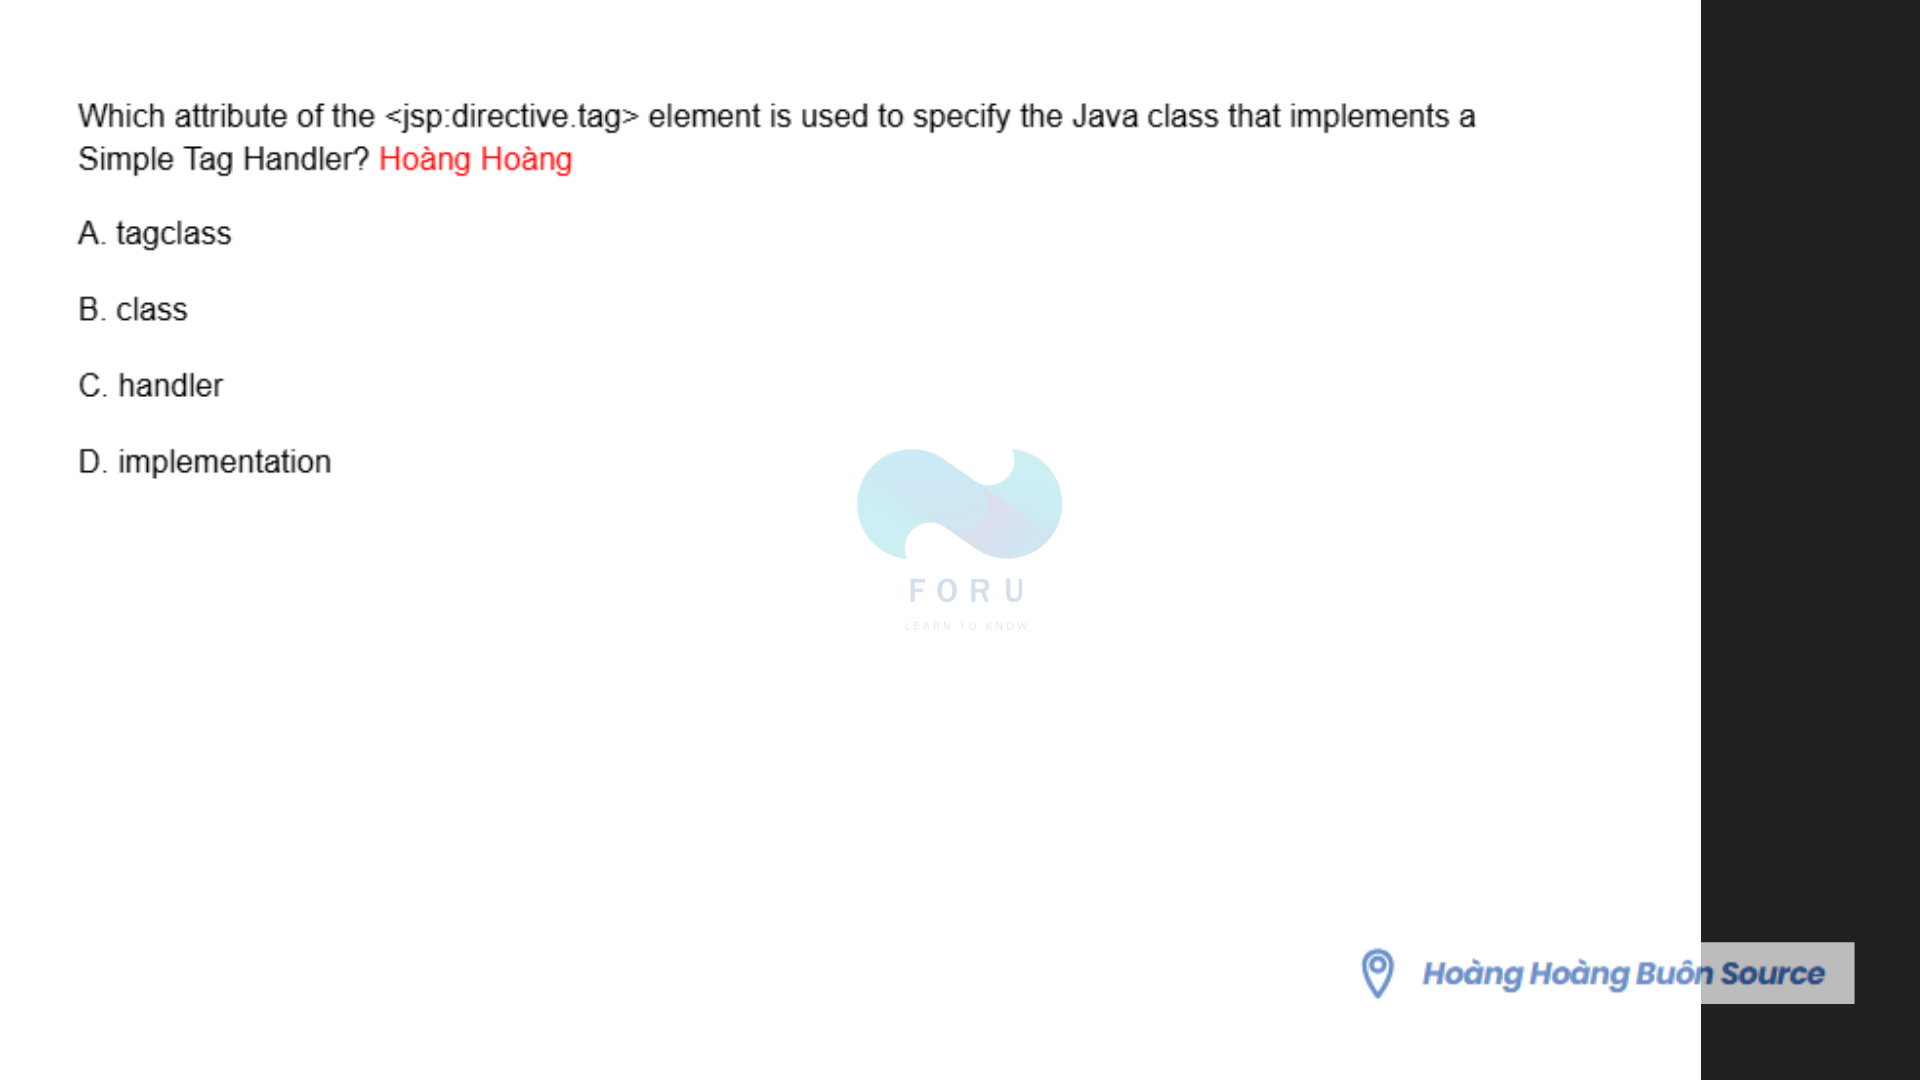 Which attribute of the <jsp:directive.tag> element is used to specify the Java class that implements a
Simple Tag Handler? Hoàng Hoàng
A. tagclass
B. class
C. handler
D. implementation
FORU
LEARN TO KNOW
Hoàng Hoàng Buôn Source